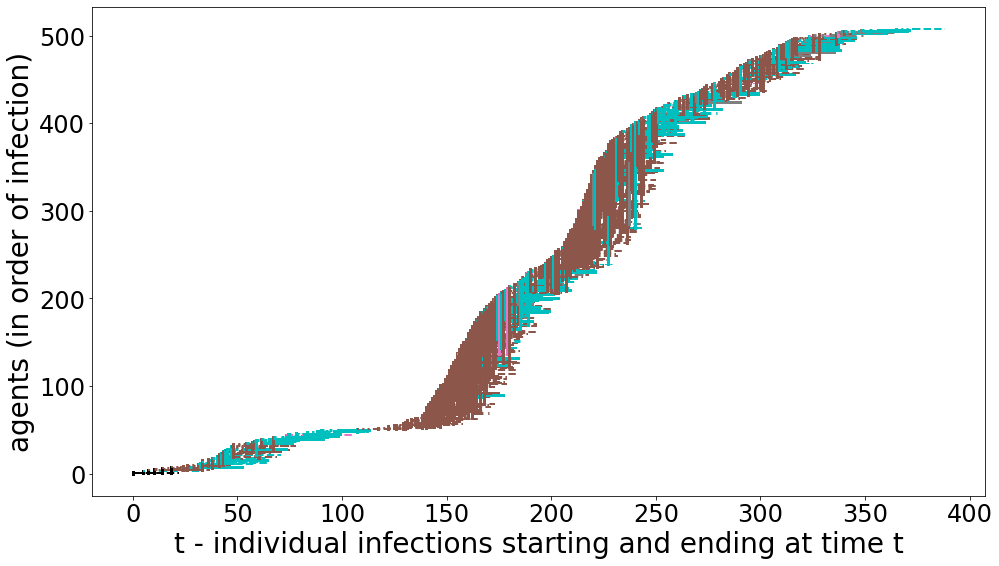 agents (in order of infection)
500
400
300
200
100
0
0 50 100 150 200 250 300 350 400
t - individual infections starting and ending at time t